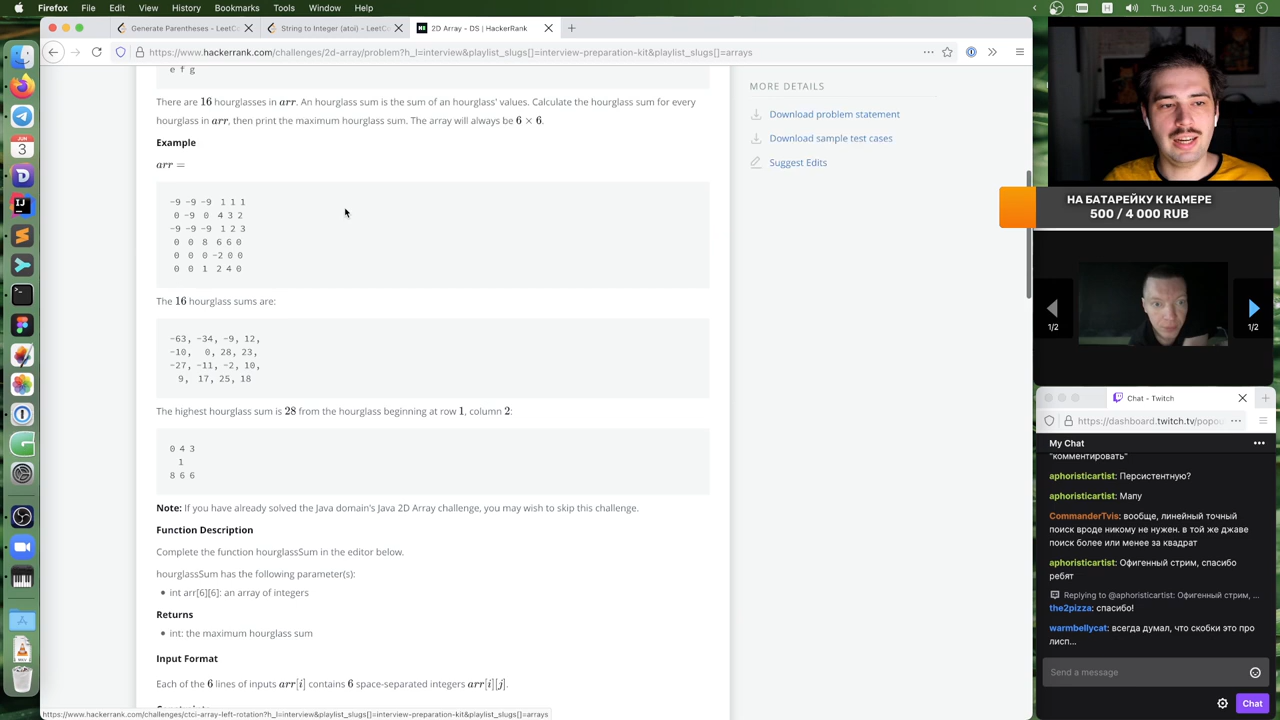 Firefox File Edit View History Bookmarks Tools Window Help
Generate Parentheses – LeetC
String to Integer (atoi) – LeetC
2D Array – DS | HackerRank
https://www.hackerrank.com/challenges/2d-array/problem?h_l=interview&playlist_slugs[]=interview-preparation-kit&playlist_slugs[]=arrays
e f g
There are 16 hourglasses in arr. An hourglass sum is the sum of an hourglass' values. Calculate the hourglass sum for every
hourglass in arr, then print the maximum hourglass sum. The array will always be 6 × 6.
Example
arr =
-9 -9 -9 1 1 1
0 -9 0 4 3 2
-9 -9 -9 1 2 3
0 0 8 6 6 0
0 0 0 -2 0 0
0 0 1 2 4 0
The 16 hourglass sums are:
-63, -34, -9, 12,
-10, 0, 28, 23,
-27, -11, -2, 10,
9, 17, 25, 18
The highest hourglass sum is 28 from the hourglass beginning at row 1, column 2:
0 4 3
1
8 6 6
Note: If you have already solved the Java domain's Java 2D Array challenge, you may wish to skip this challenge.
Function Description
Complete the function hourglassSum in the editor below.
hourglassSum has the following parameter(s):
• int arr[6][6]: an array of integers
Returns
• int: the maximum hourglass sum
Input Format
Each of the 6 lines of inputs arr[i] contains 6 space-separated integers arr[i][j].
https://www.hackerrank.com/challenges/ctci-array-left-rotation?h_l=interview&playlist_slugs[]=interview-preparation-kit&playlist_slugs[]=arrays
MORE DETAILS
Download problem statement
Download sample test cases
Suggest Edits
JUN
3
НА БАТАРЕЙКУ К КАМЕРЕ
500 / 4 000 RUB
1/2
1/2
Chat – Twitch
https://dashboard.twitch.tv/popou
My Chat
"комментировать"
aphoristicartist: Персистентную?
aphoristicartist: Мапу
CommanderTvis: вообще, линейный точный
поиск вроде никому не нужен. в той же джаве
поиск более или менее за квадрат
aphoristicartist: Офигенный стрим, спасибо
ребят
Replying to @aphoristicartist: Офигенный стрим, ...
the2pizza: спасибо!
warmbellycat: всегда думал, что скобки это про
лисп...
Send a message
Chat